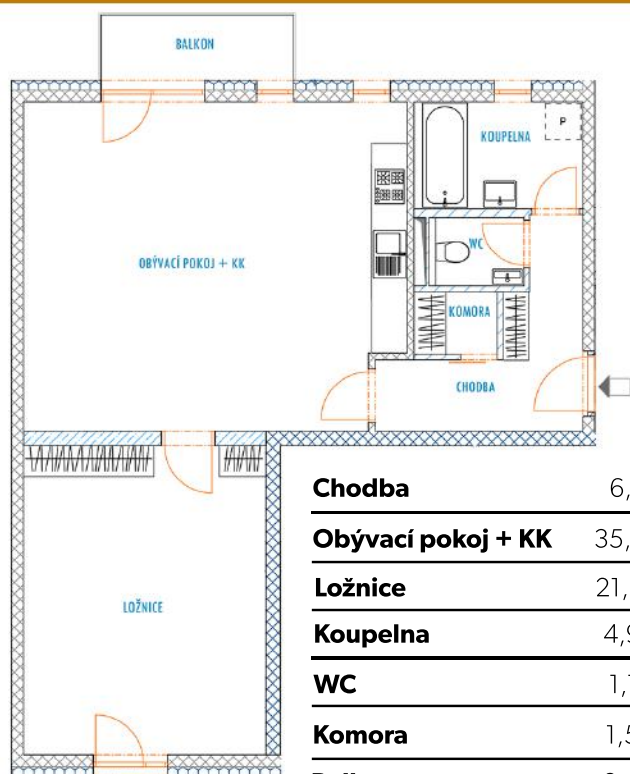 BALKON
KOUPELNA
P
OBÝVACÍ POKOJ + KK
WC
KOMORA
CHODBA
LOŽNICE
Chodba 6,
Obývací pokoj + KK 35,
Ložnice 21,
Koupelna 4,9
WC 1,
Komora 1,5